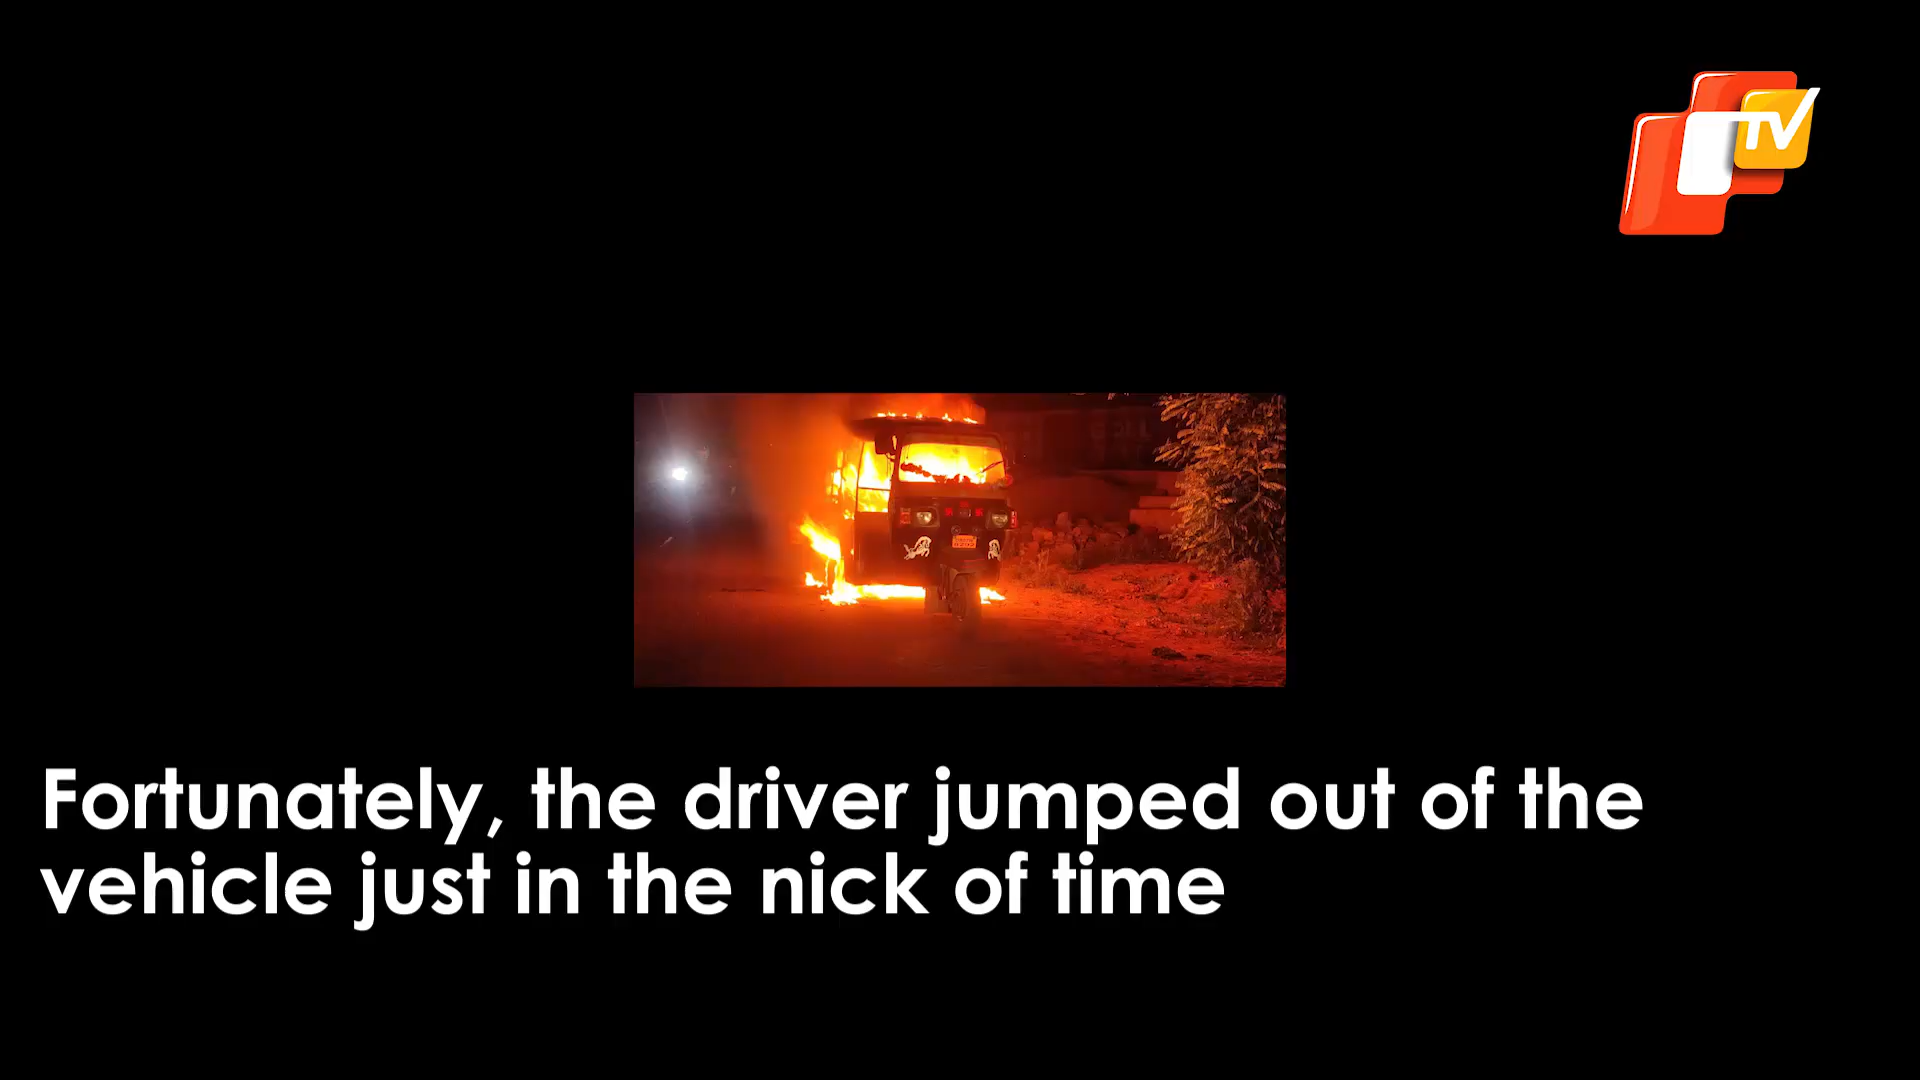 TV
Fortunately, the driver jumped out of the
vehicle just in the nick of time